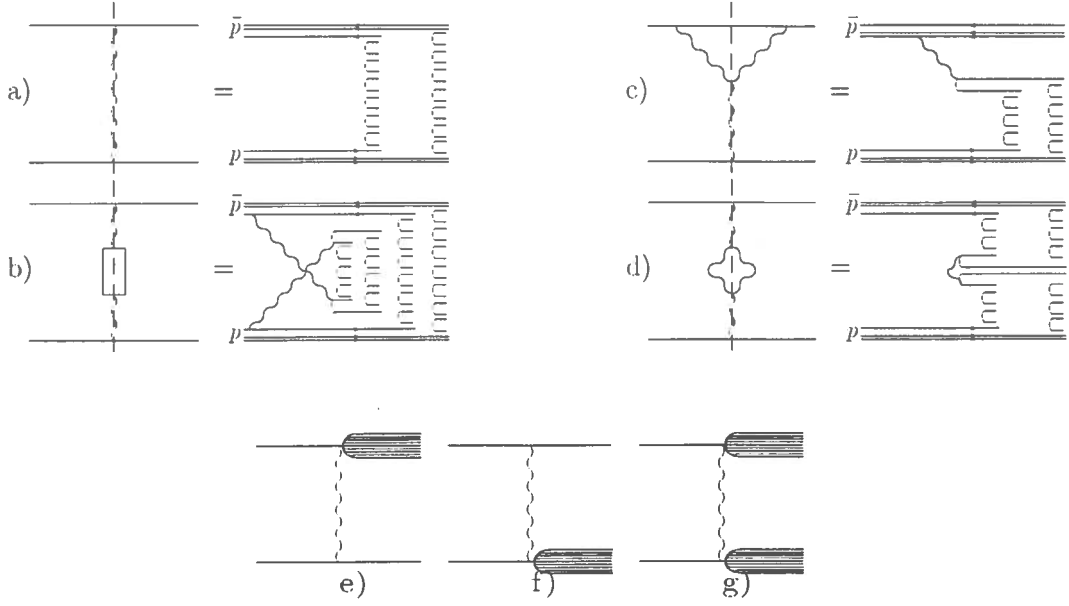 a)
=
p̄
p
c)
=
p̄
p
b)
=
p̄
p
d)
=
p̄
p
e)
f)
g)